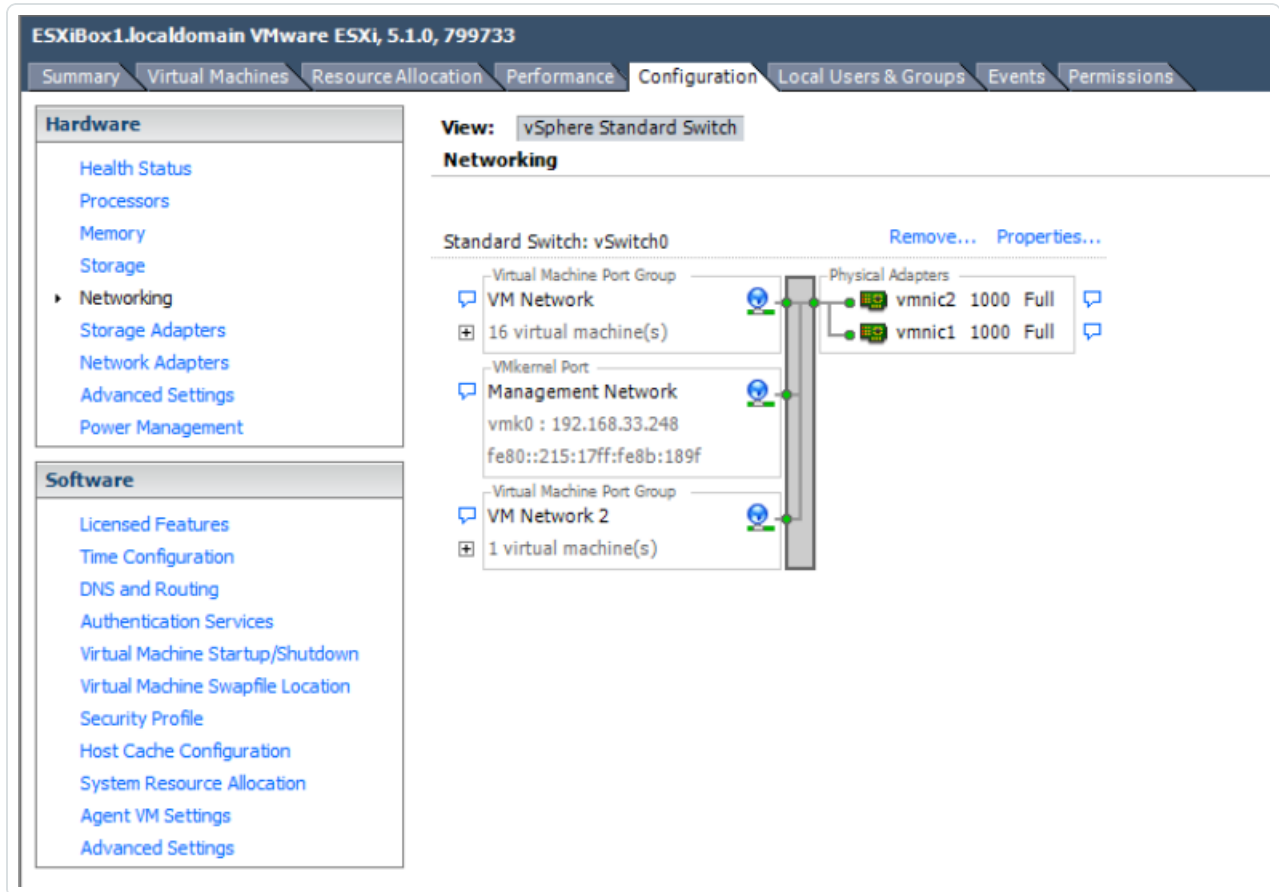 ESXiBox1.localdomain VMware ESXi, 5.1.0, 799733
Summary Virtual Machines Resource Allocation Performance Configuration Local Users & Groups Events Permissions
Hardware
Health Status
Processors
Memory
Storage
Networking
Storage Adapters
Network Adapters
Advanced Settings
Power Management
Software
Licensed Features
Time Configuration
DNS and Routing
Authentication Services
Virtual Machine Startup/Shutdown
Virtual Machine Swapfile Location
Security Profile
Host Cache Configuration
System Resource Allocation
Agent VM Settings
Advanced Settings
View: vSphere Standard Switch
Networking
Standard Switch: vSwitch0 Remove... Properties...
Virtual Machine Port Group
VM Network
16 virtual machine(s)
VMkernel Port
Management Network
vmk0 : 192.168.33.248
fe80::215:17ff:fe8b:189f
Virtual Machine Port Group
VM Network 2
1 virtual machine(s)
Physical Adapters
vmnic2 1000 Full
vmnic1 1000 Full